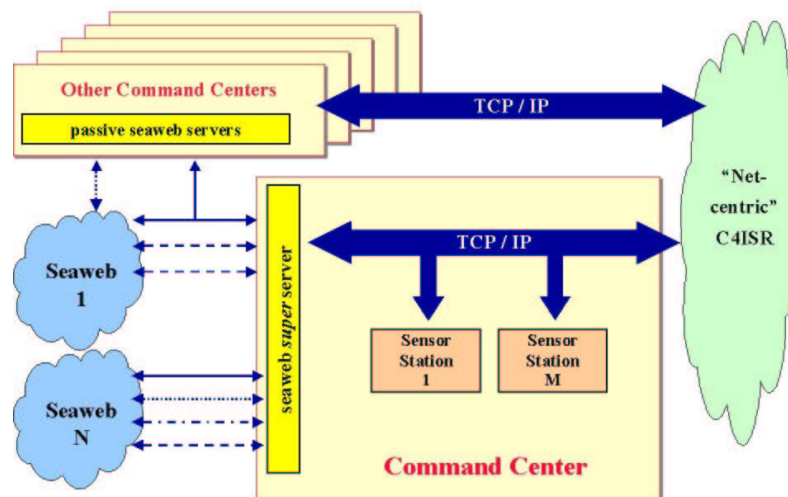 Other Command Centers
passive seaweb servers
TCP / IP
“Net-
centric”
C4ISR
Seaweb
1
seaweb super server
TCP / IP
Sensor
Station
1
Sensor
Station
M
Seaweb
N
Command Center